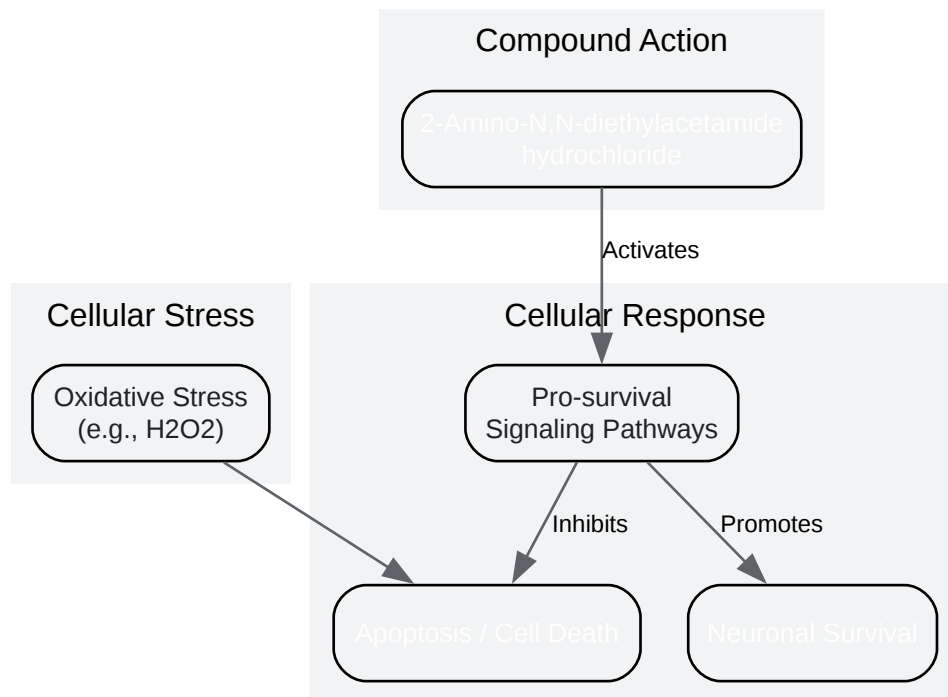 Compound Action
2-Amino-N,N-diethylacetamide
hydrochloride
Activates
Cellular Stress
Cellular Response
Oxidative Stress
(e.g., H2O2)
Pro-survival
Signaling Pathways
Inhibits
Promotes
Apoptosis / Cell Death
Neuronal Survival